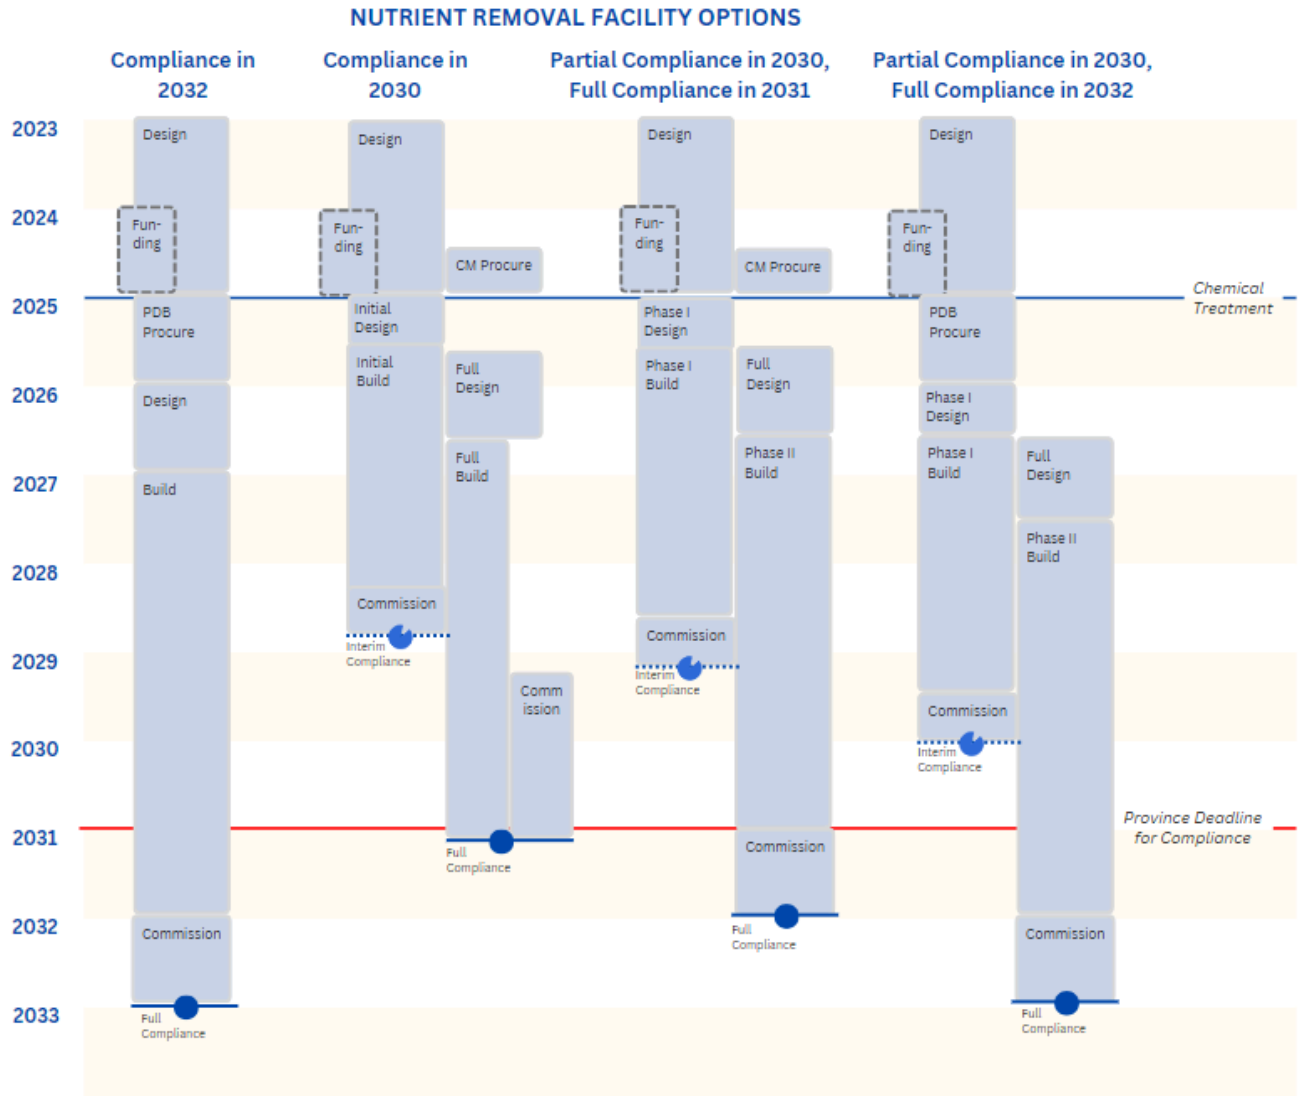 NUTRIENT REMOVAL FACILITY OPTIONS
Compliance in
2032
Compliance in
2030
Partial Compliance in 2030,
Full Compliance in 2031
Partial Compliance in 2030,
Full Compliance in 2032
2023
Design
Design
Design
Design
2024
Fun-
ding
Fun-
ding
CM Procure
Fun-
ding
CM Procure
Fun-
ding
Chemical
Treatment
2025
PDB
Procure
Initial
Design
Phase I
Design
PDB
Procure
Initial
Build
Full
Design
Phase I
Build
Full
Design
2026
Design
Phase I
Design
Full
Build
Phase II
Build
Phase I
Build
Full
Design
2027
Build
Phase II
Build
2028
Commission
Interim
Compliance
Commission
Interim
Compliance
2029
Comm
ission
Commission
2030
Interim
Compliance
Province Deadline
for Compliance
2031
Full
Compliance
Commission
2032
Commission
Full
Compliance
Commission
2033
Full
Compliance
Full
Compliance